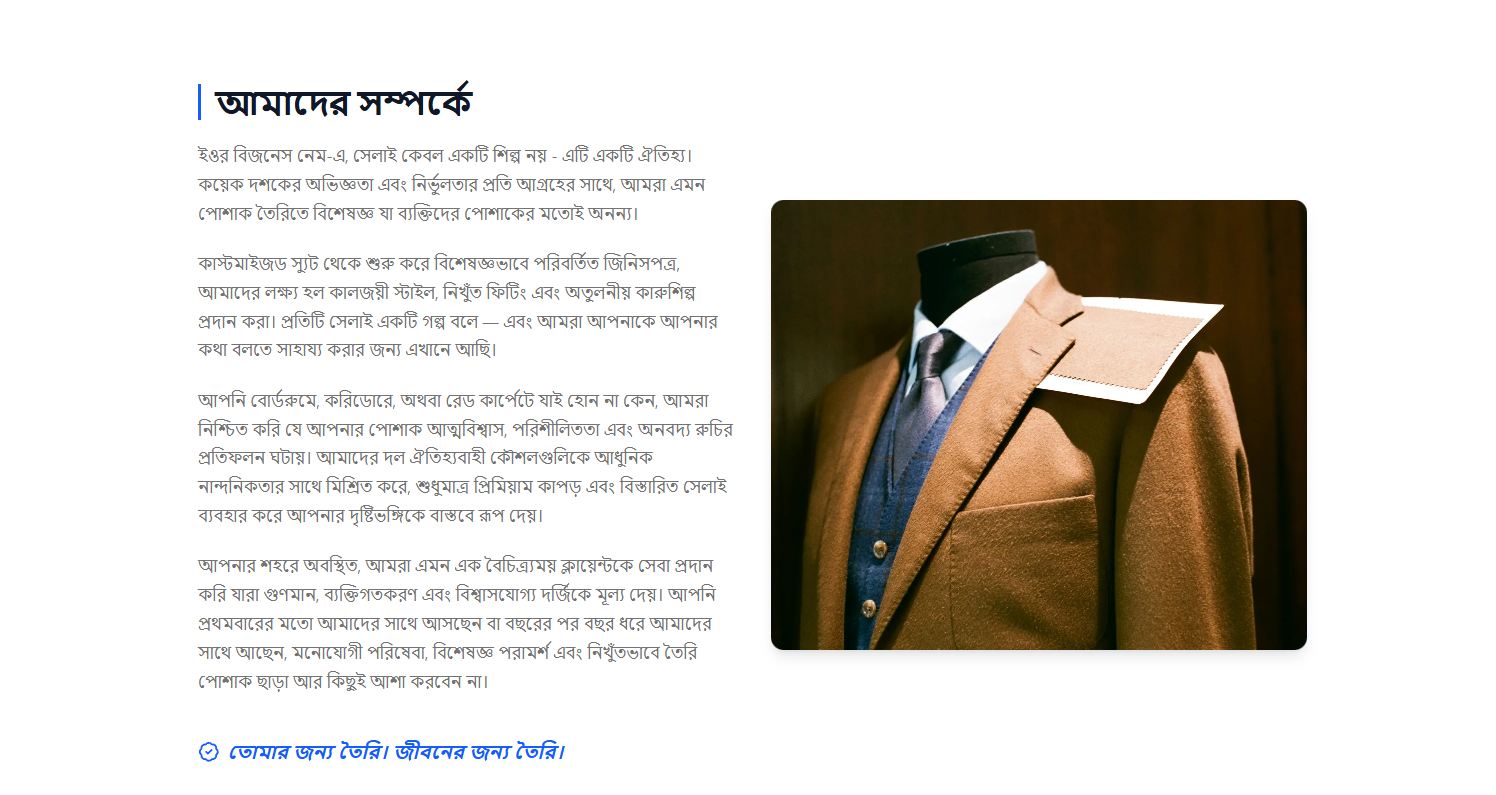 আমাদের সম্পর্কে
ইওর বিজনেস নেম-এ, সেলাই কেবল একটি শিল্প নয় - এটি একটি ঐতিহ্য।
কয়েক দশকের অভিজ্ঞতা এবং নির্ভুলতার প্রতি আগ্রহের সাথে, আমরা এমন
পোশাক তৈরিতে বিশেষজ্ঞ যা ব্যক্তিদের পোশাকের মতোই অনন্য।
কাস্টমাইজড স্যুট থেকে শুরু করে বিশেষজ্ঞভাবে পরিবর্তিত জিনিসপত্র,
আমাদের লক্ষ্য হল কালজয়ী স্টাইল, নিখুঁত ফিটিং এবং অতুলনীয় কারুশিল্প
প্রদান করা। প্রতিটি সেলাই একটি গল্প বলে — এবং আমরা আপনাকে আপনার
কথা বলতে সাহায্য করার জন্য এখানে আছি।
আপনি বোর্ডরুমে, করিডোরে, অথবা রেড কার্পেটে যাই হোন না কেন, আমরা
নিশ্চিত করি যে আপনার পোশাক আত্মবিশ্বাস, পরিশীলিততা এবং অনবদ্য রুচির
প্রতিফলন ঘটায়। আমাদের দল ঐতিহ্যবাহী কৌশলগুলিকে আধুনিক
নান্দনিকতার সাথে মিশ্রিত করে, শুধুমাত্র প্রিমিয়াম কাপড় এবং বিস্তারিত সেলাই
ব্যবহার করে আপনার দৃষ্টিভঙ্গিকে বাস্তবে রূপ দেয়।
আপনার শহরে অবস্থিত, আমরা এমন এক বৈচিত্র্যময় ক্লায়েন্টকে সেবা প্রদান
করি যারা গুণমান, ব্যক্তিগতকরণ এবং বিশ্বাসযোগ্য দর্জিকে মূল্য দেয়। আপনি
প্রথমবারের মতো আমাদের সাথে আসছেন বা বছরের পর বছর ধরে আমাদের
সাথে আছেন, মনোযোগী পরিষেবা, বিশেষজ্ঞ পরামর্শ এবং নিখুঁতভাবে তৈরি
পোশাক ছাড়া আর কিছুই আশা করবেন না।
তোমার জন্য তৈরি। জীবনের জন্য তৈরি।